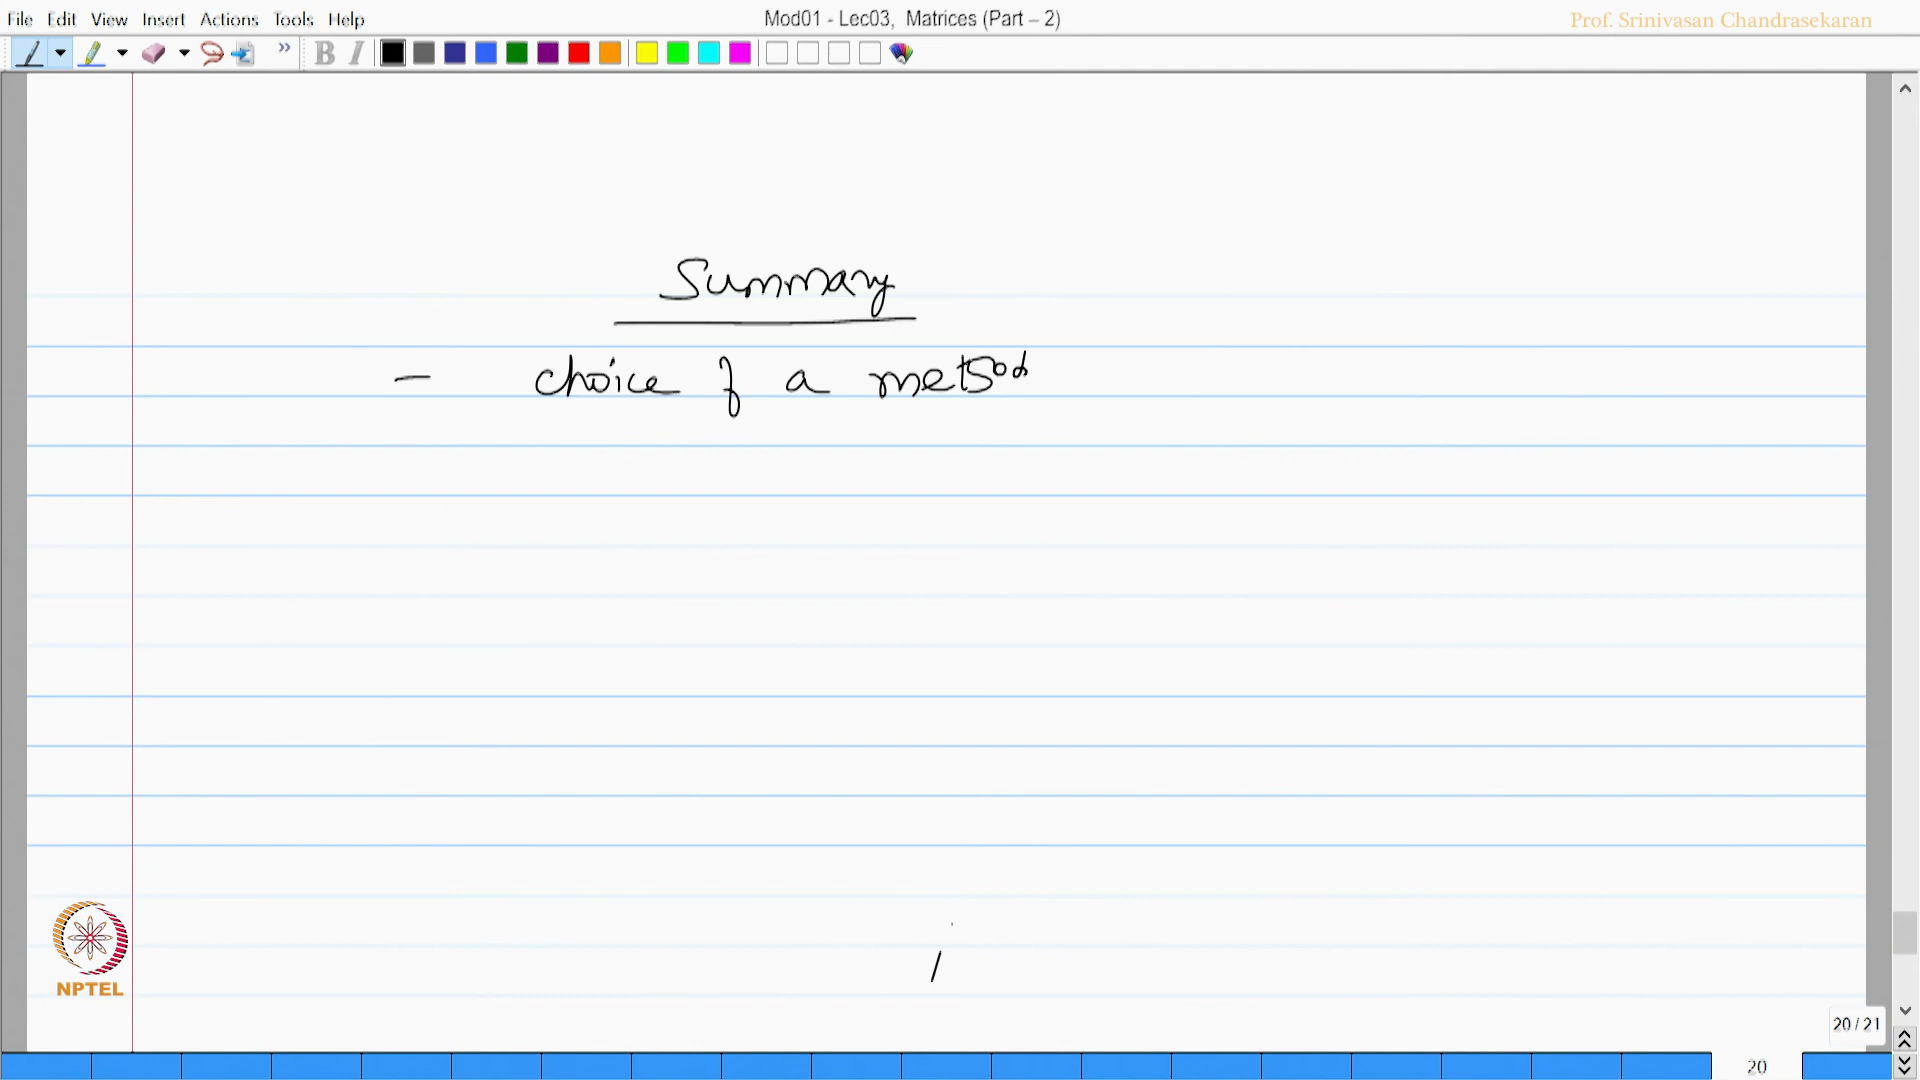 File Edit View Insert Actions Tools Help
Mod01 - Lec03, Matrices (Part – 2)
Prof. Srinivasan Chandrasekaran
B I
Summary
– choice of a method
NPTEL
20 / 21
20